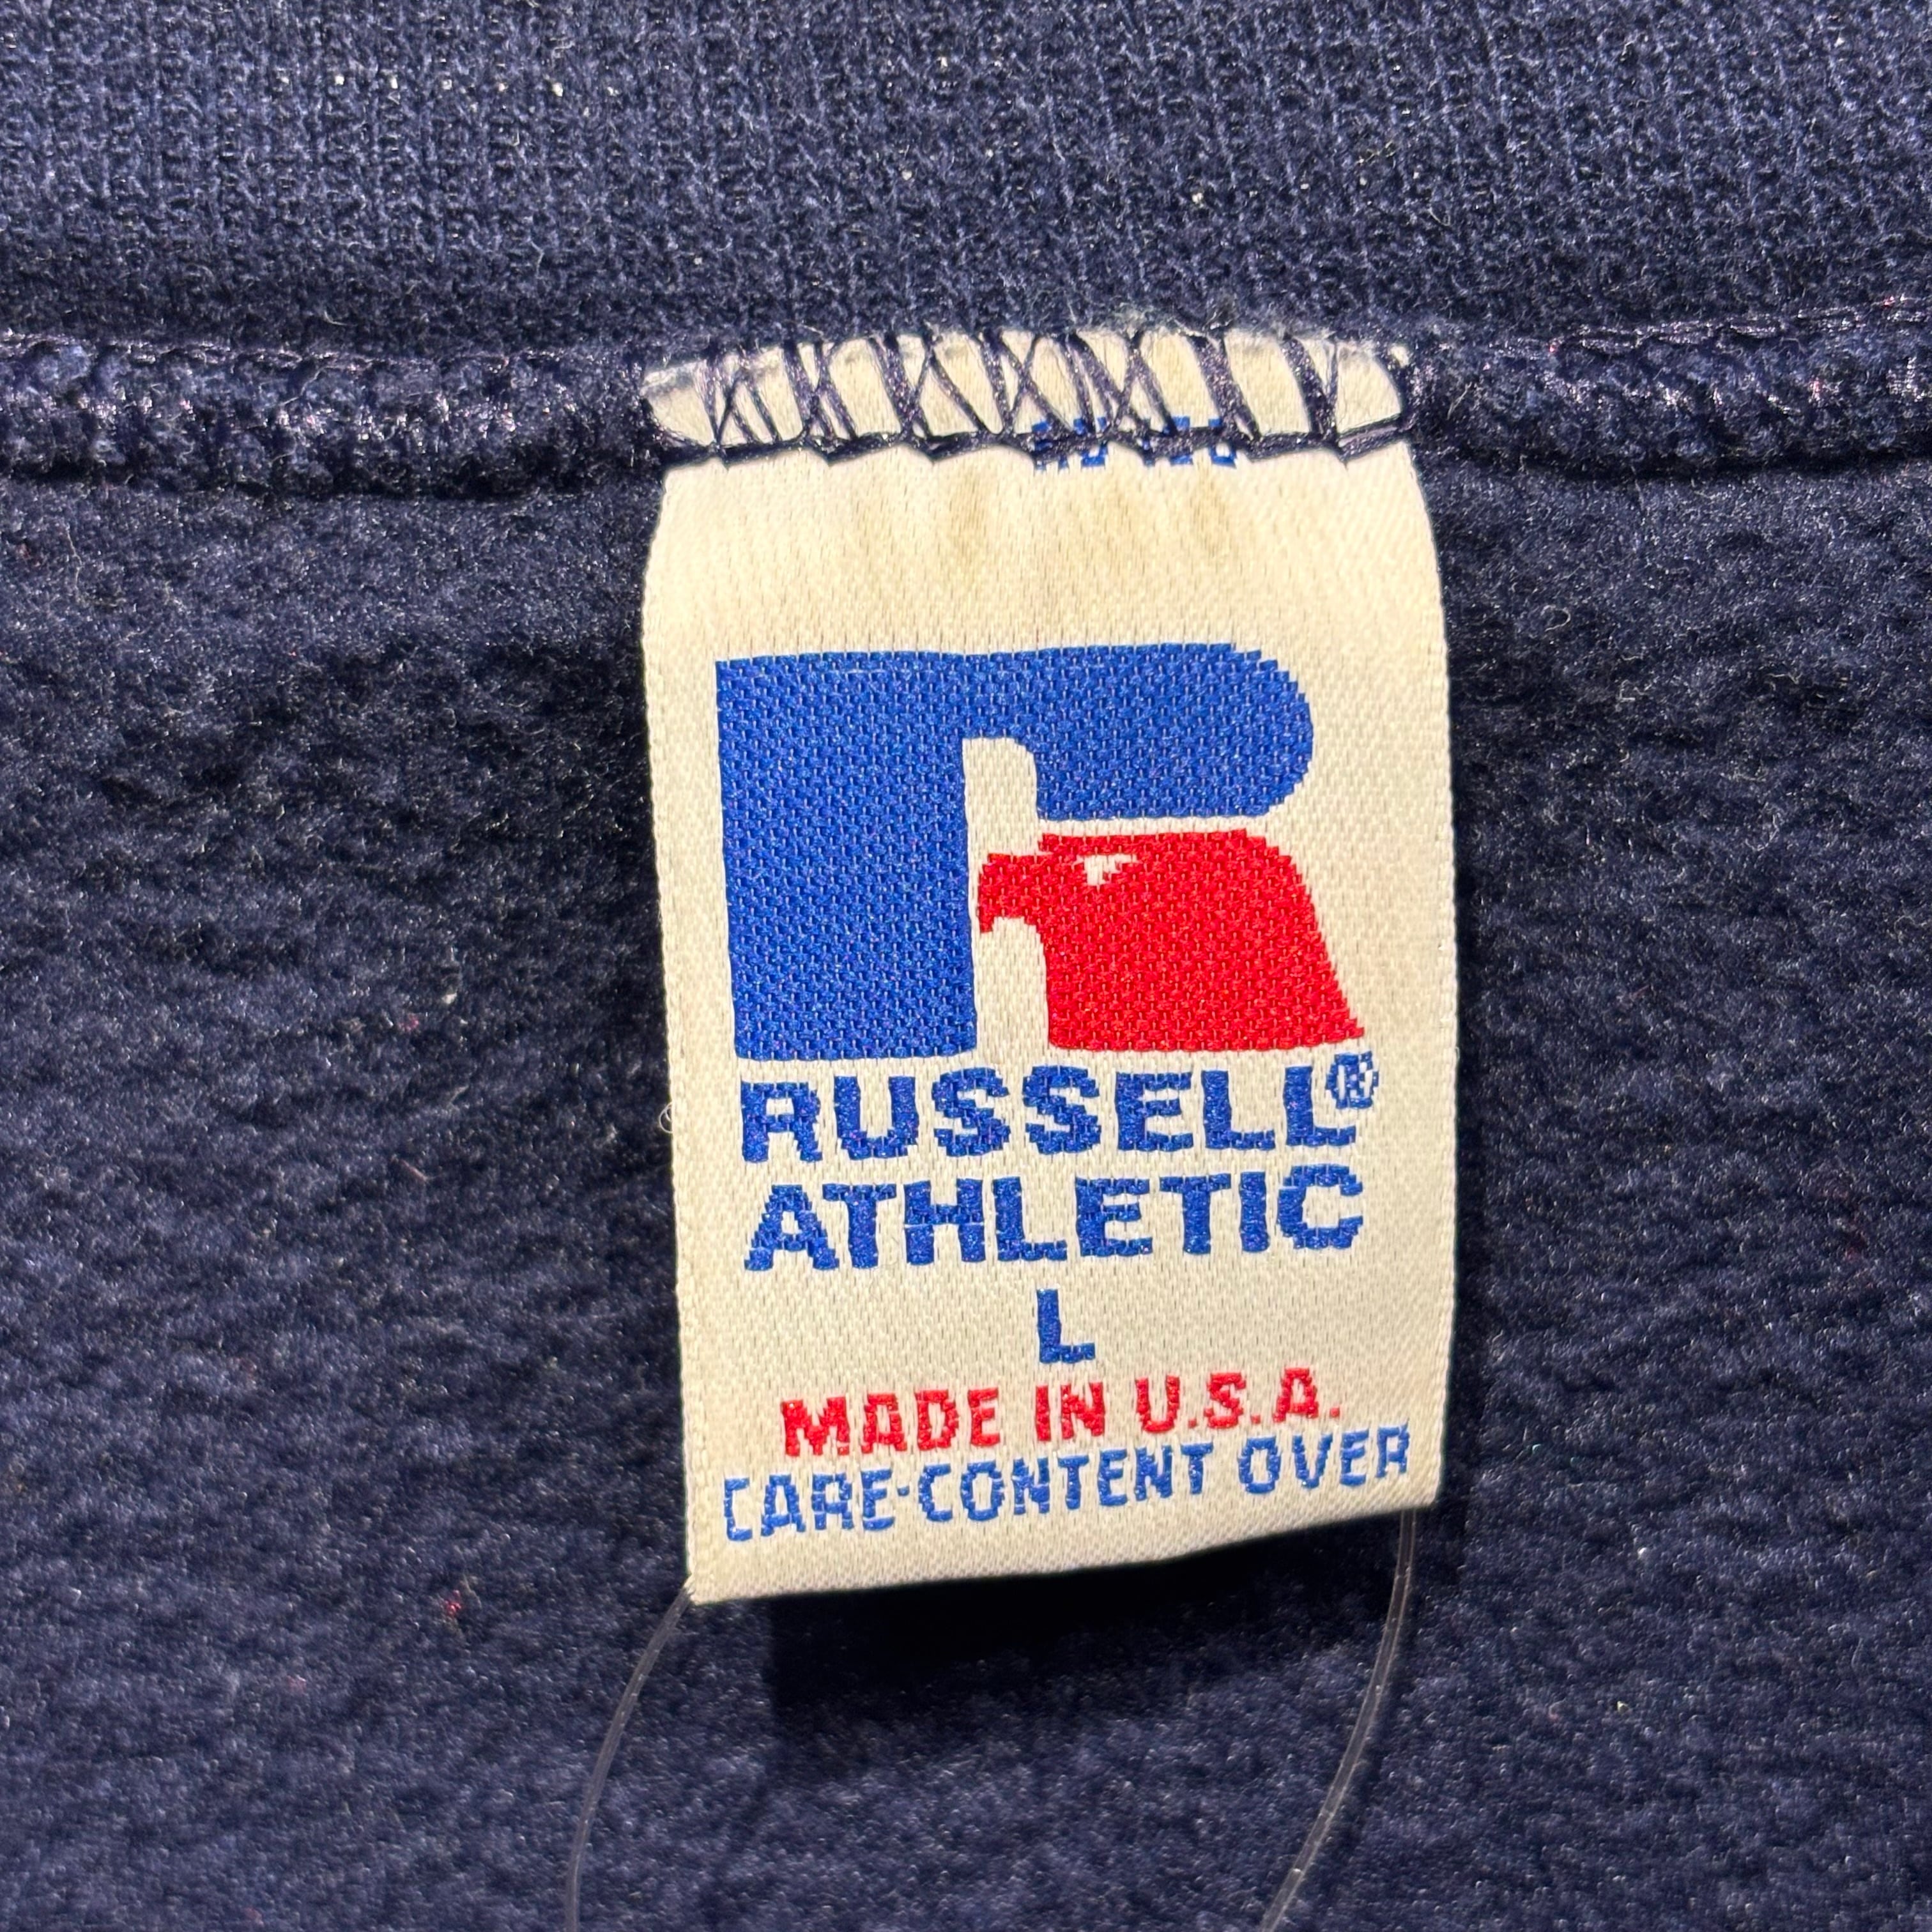 RUSSELL®
ATHLETIC
L
MADE IN U.S.A.
CARE·CONTENT OVER